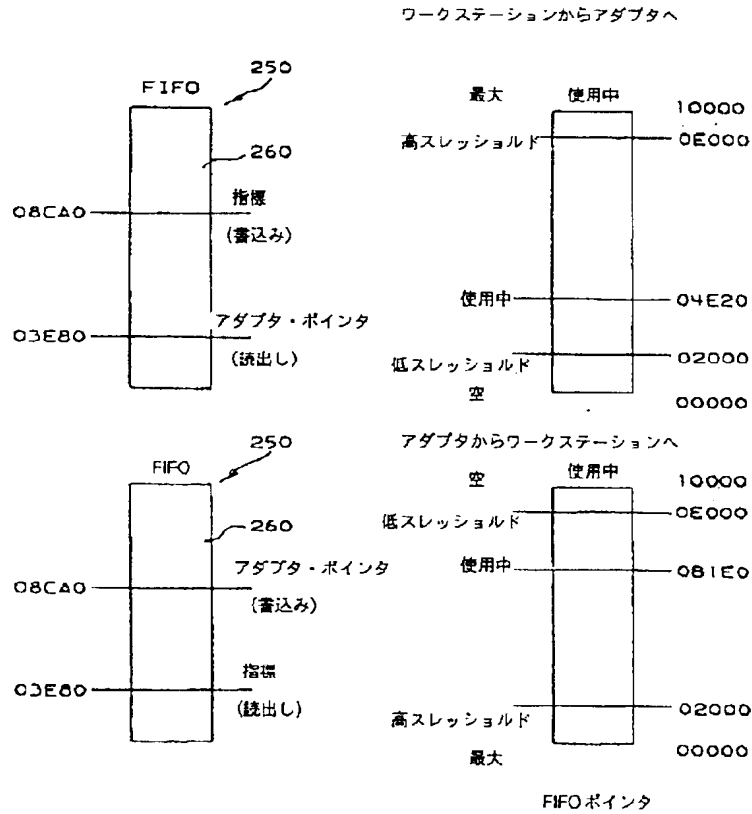 ワークステーションからアダプタへ
FIFO
250
260
08CA0
指標
(書込み)
03E80
アダプタ・ポインタ
(読出し)
最大
使用中
10000
高スレッショルド
0E000
使用中
04E20
低スレッショルド
02000
空
00000
FIFO
250
260
08CA0
アダプタ・ポインタ
(書込み)
03E80
指標
(読出し)
アダプタからワークステーションへ
空
使用中
10000
低スレッショルド
0E000
使用中
0B1E0
高スレッショルド
02000
最大
00000
FIFOポインタ